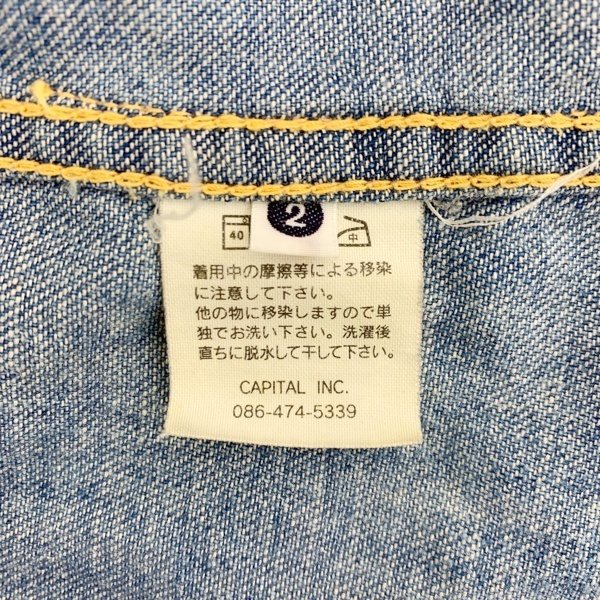 40 2 中
着用中の摩擦等による移染
に注意して下さい。
他の物に移染しますので単
独でお洗い下さい。洗濯後
直ちに脱水して干して下さい。
CAPITAL INC.
086-474-5339